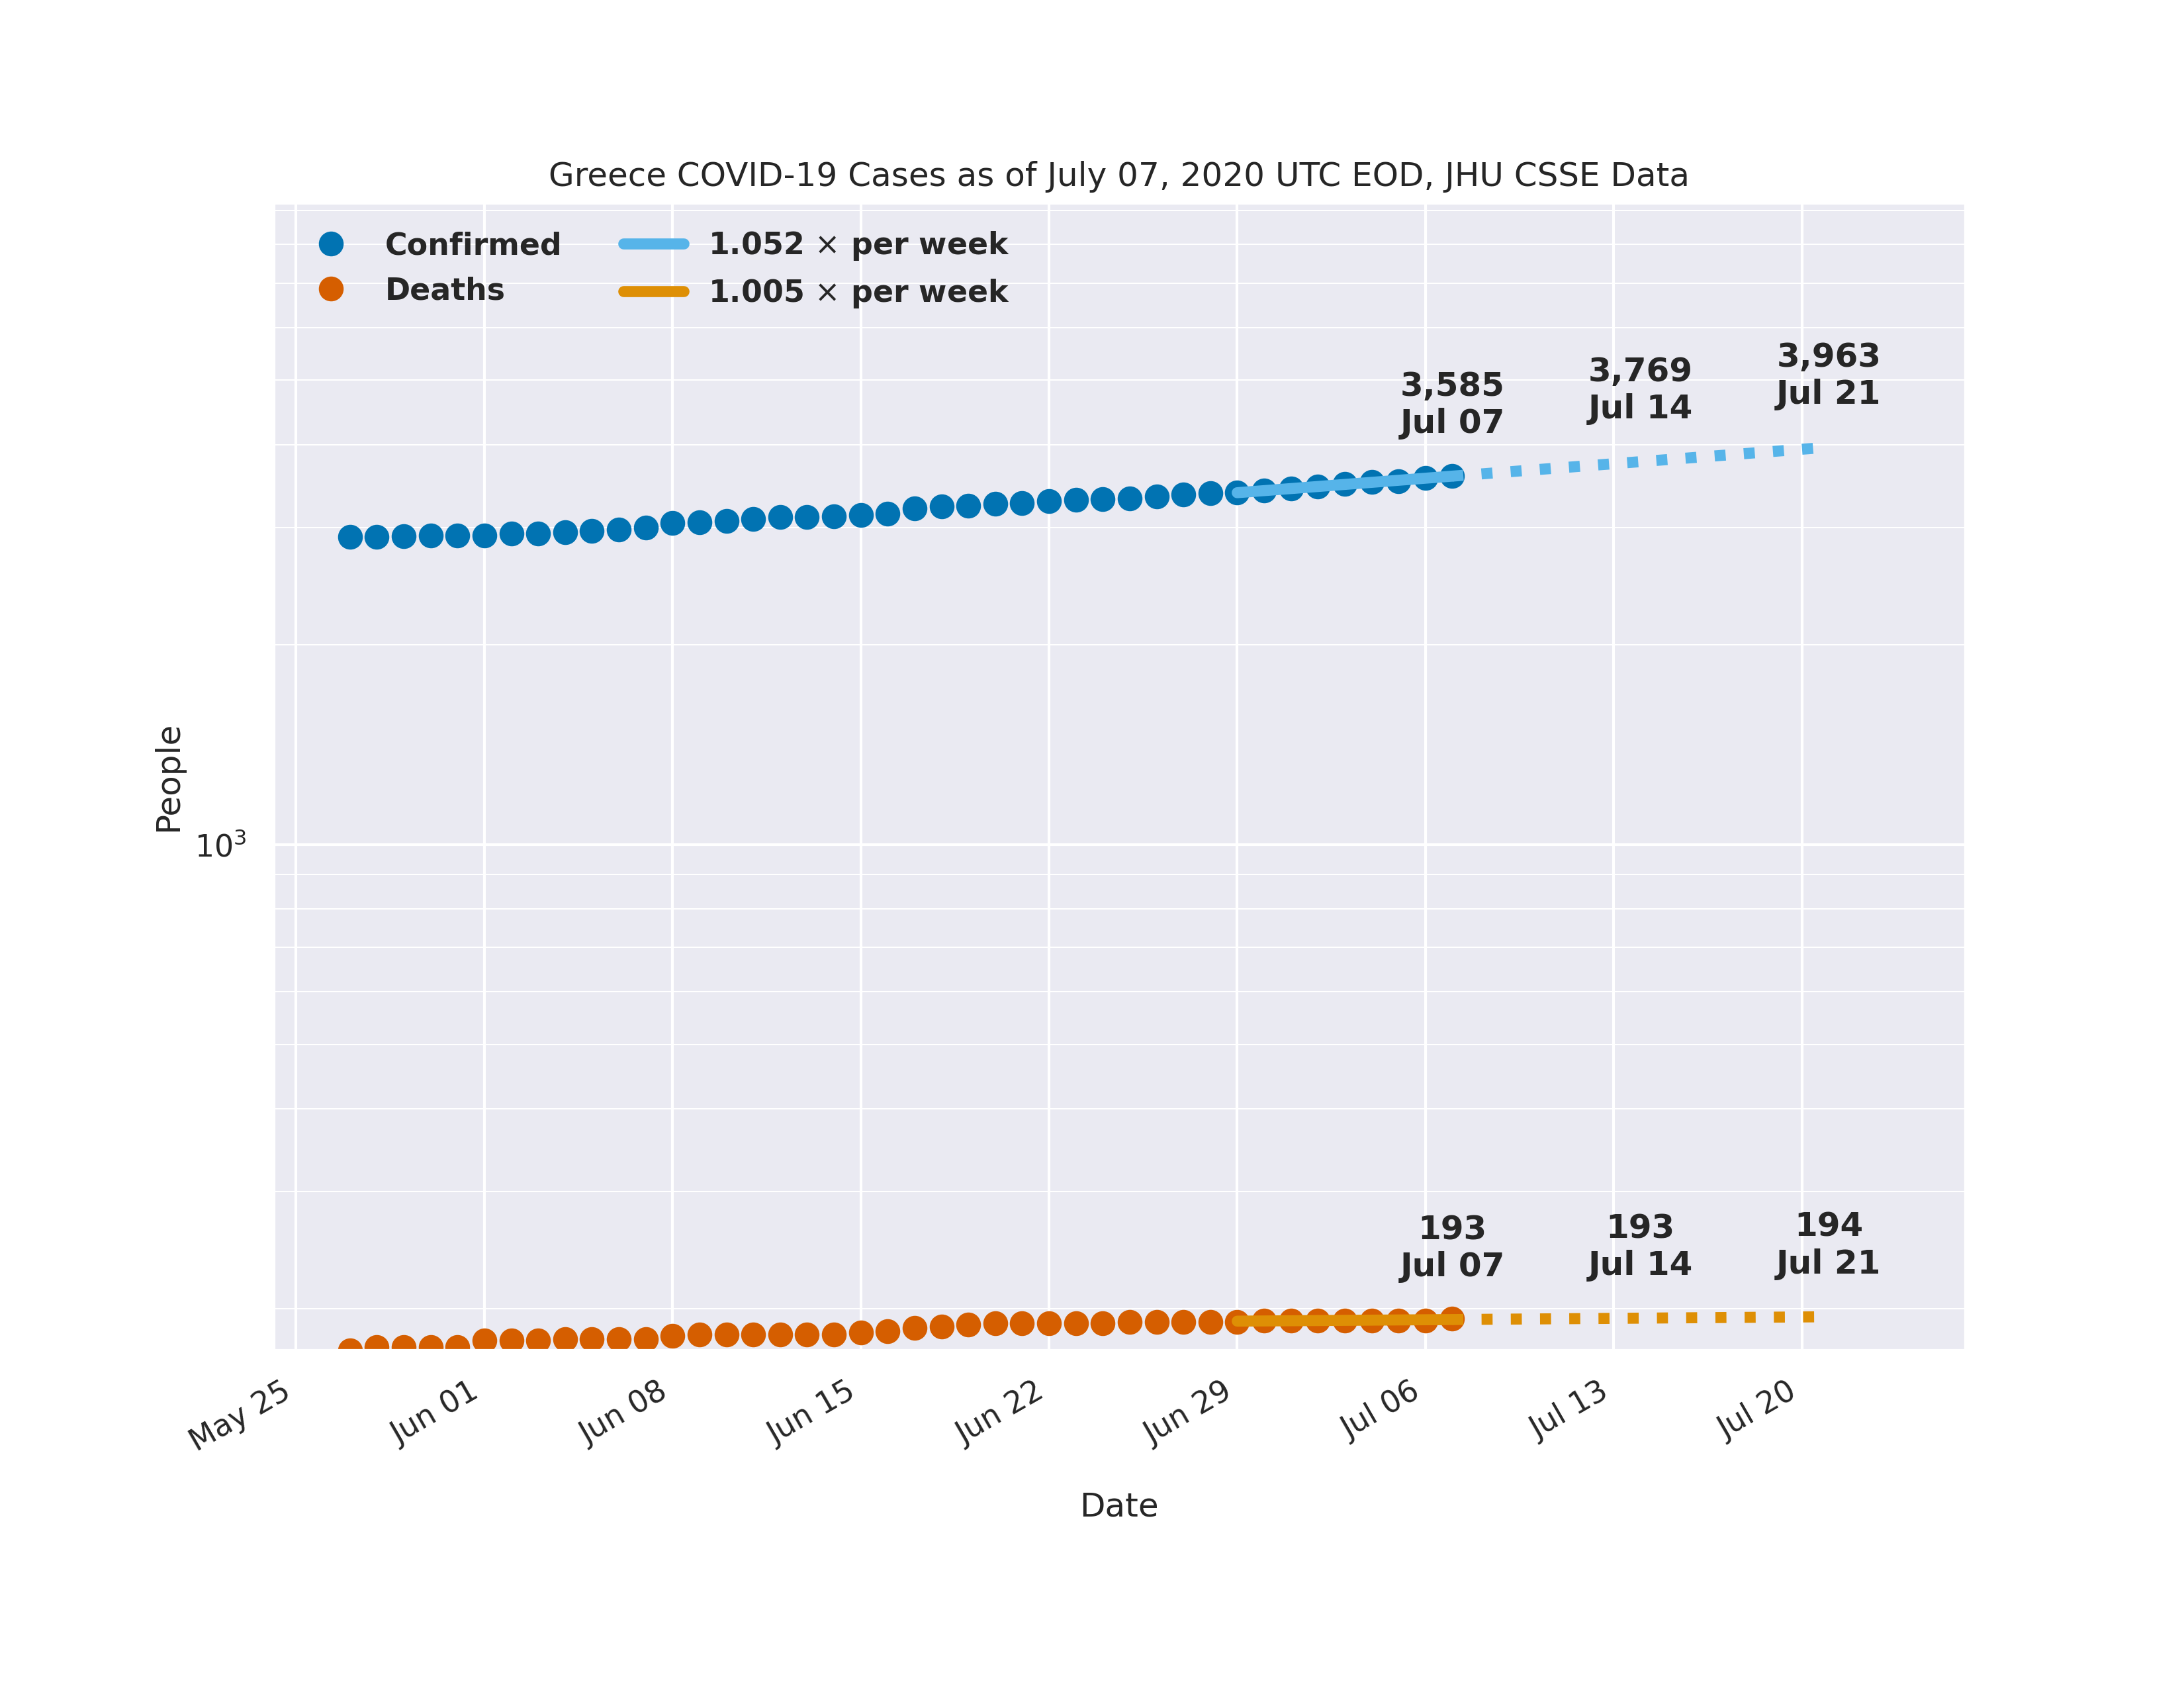 Greece COVID-19 Cases as of July 07, 2020 UTC EOD, JHU CSSE Data
Confirmed
Deaths
1.052 × per week
1.005 × per week
3,585
Jul 07
3,769
Jul 14
3,963
Jul 21
People
10³
193
Jul 07
193
Jul 14
194
Jul 21
May 25
Jun 01
Jun 08
Jun 15
Jun 22
Jun 29
Jul 06
Jul 13
Jul 20
Date